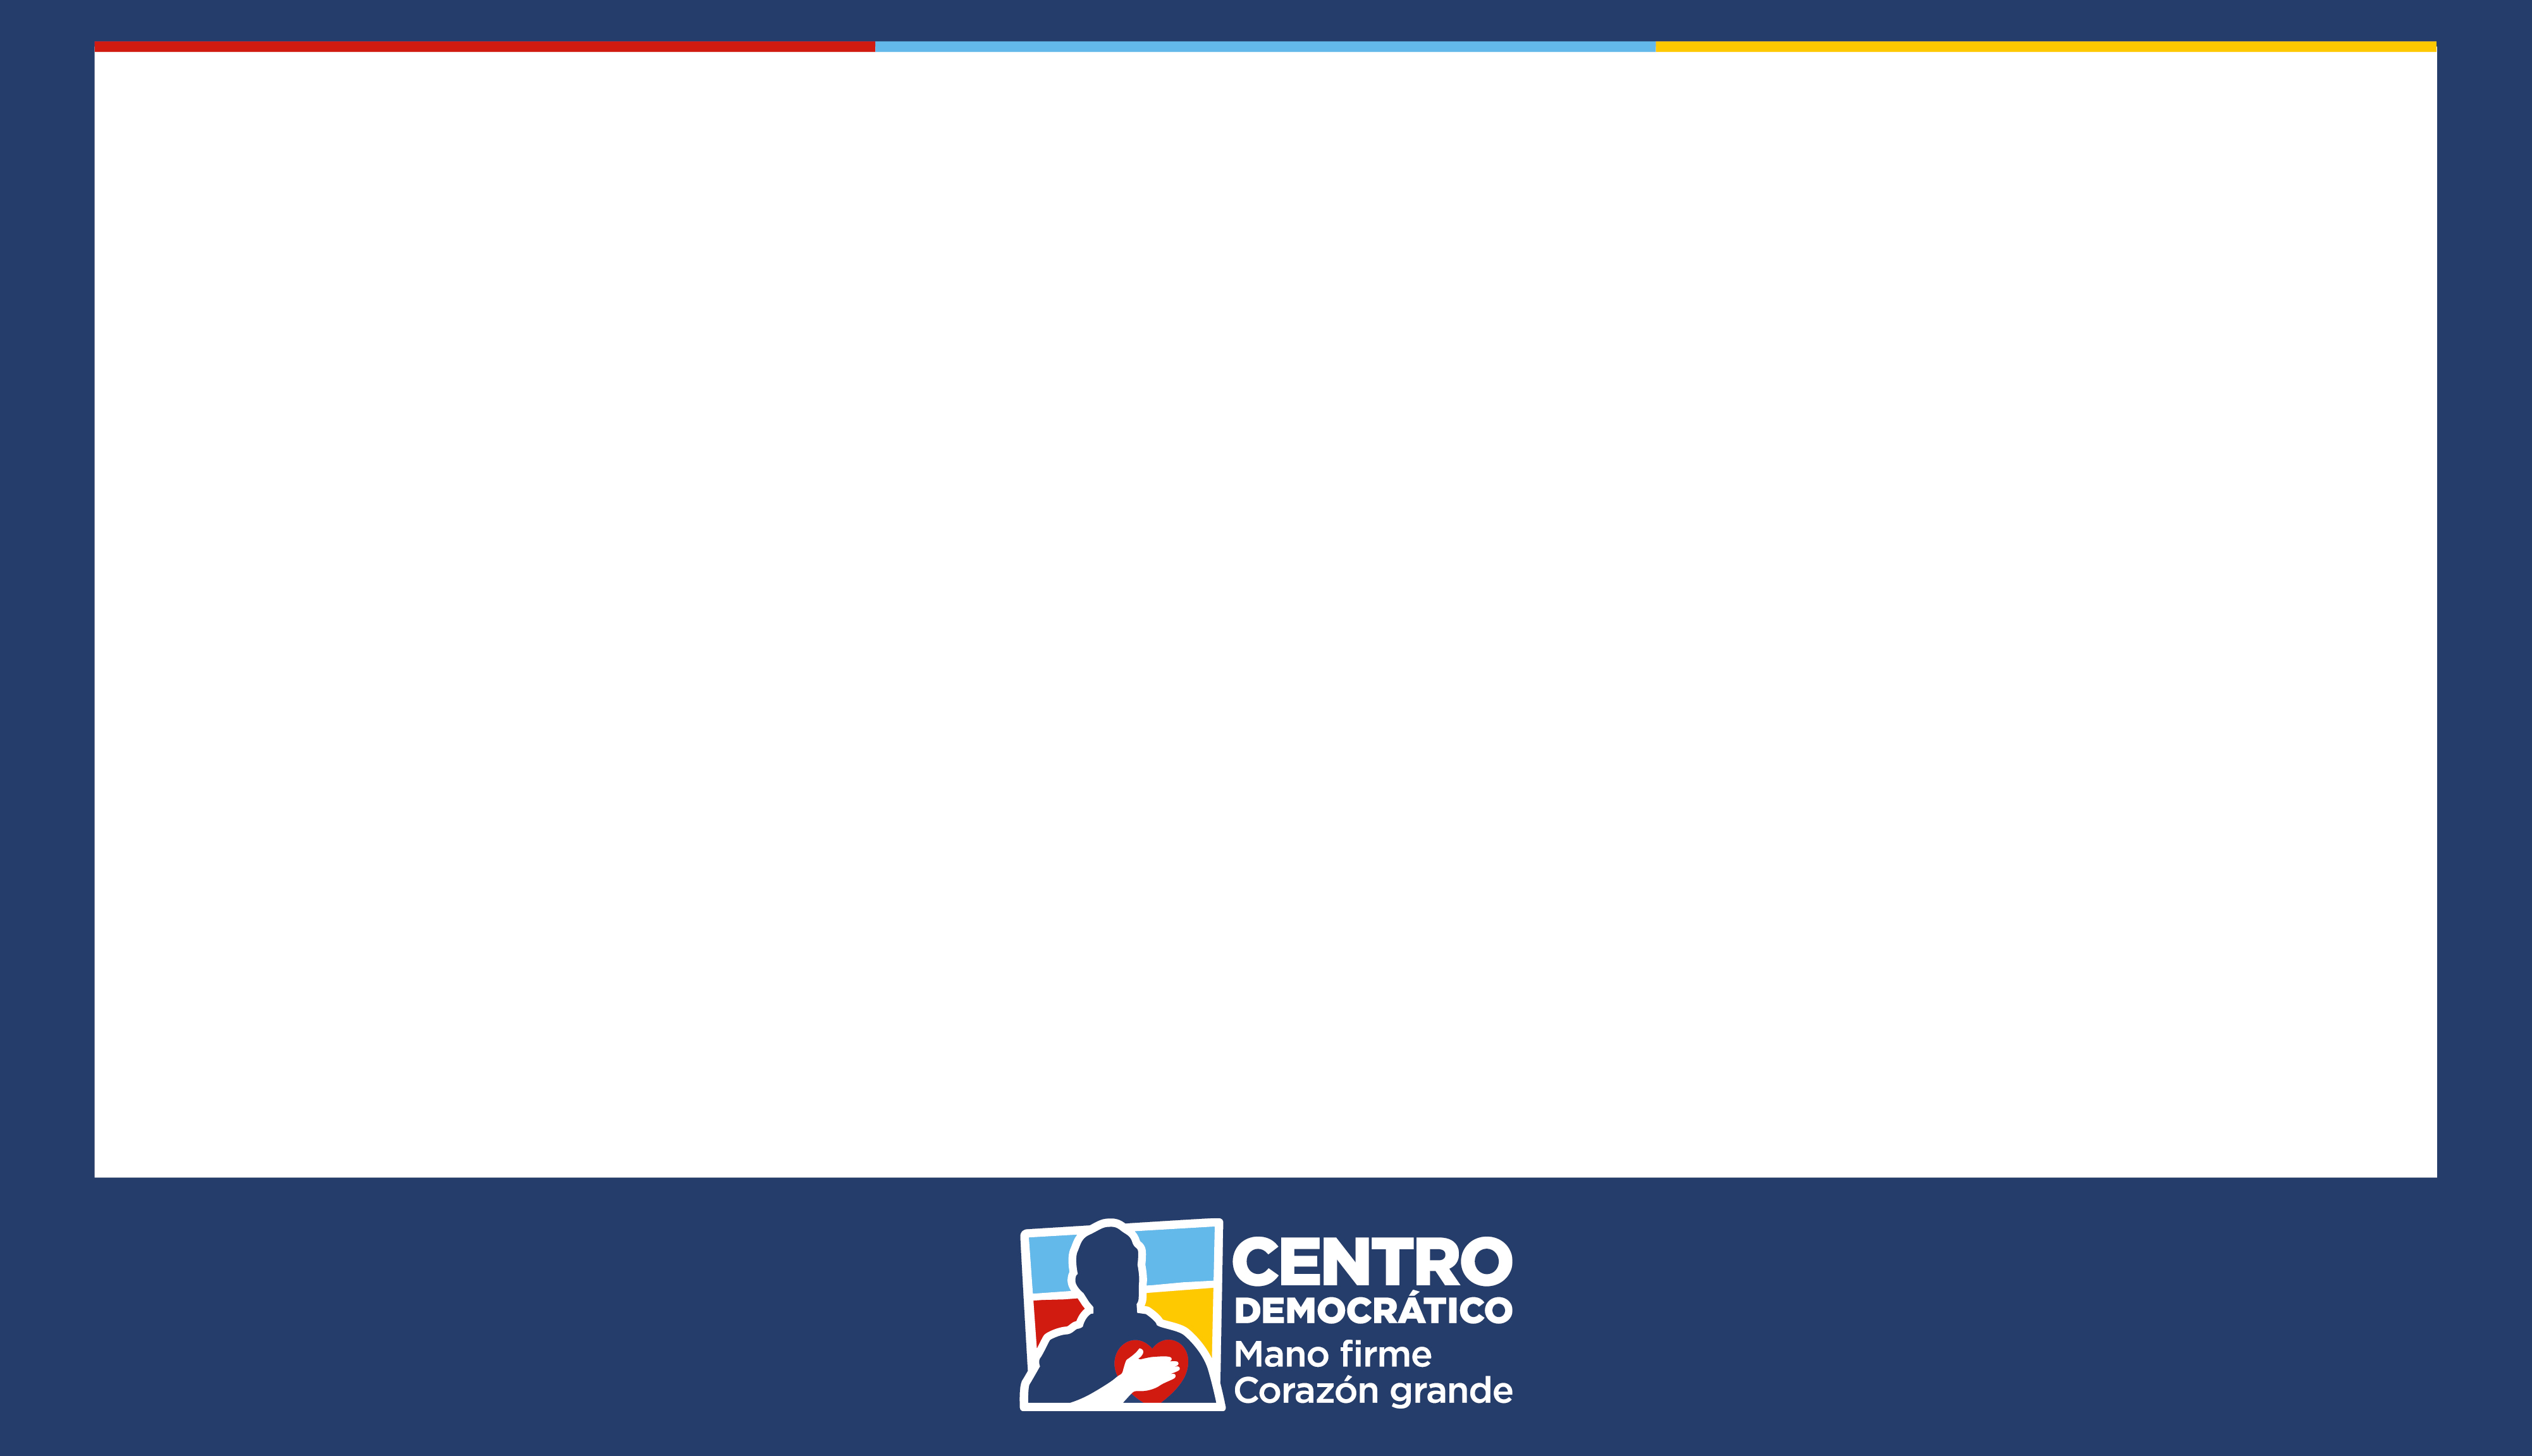 CENTRO
DEMOCRÁTICO
Mano firme
Corazón grande